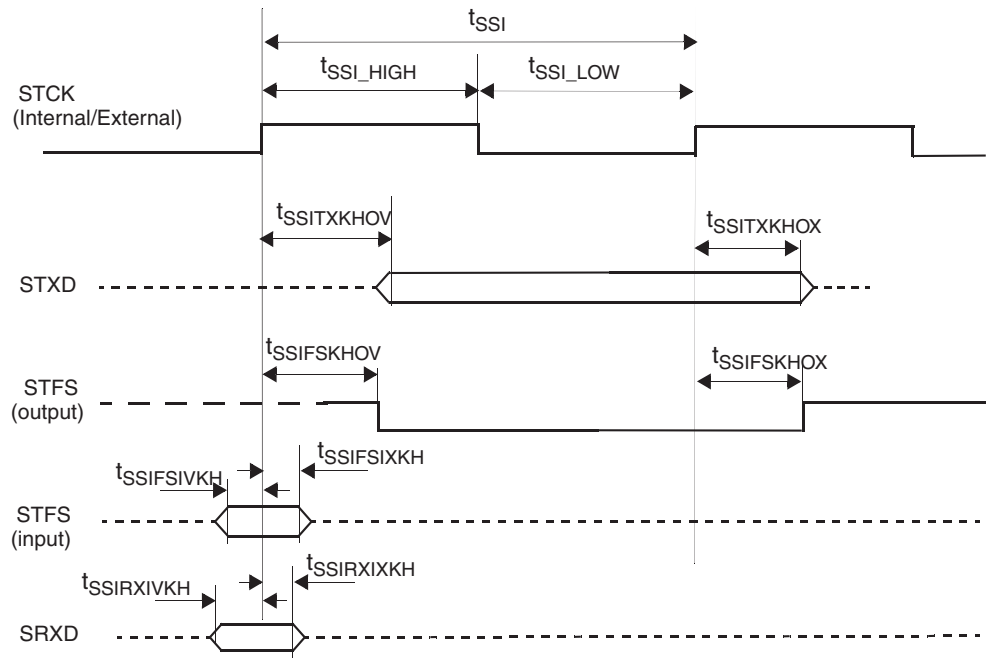 tSSI
tSSI_HIGH
tSSI_LOW
STCK
(Internal/External)
tSSITXKHOV
tSSITXKHOX
STXD
tSSIFSKHOV
tSSIFSKHOX
STFS
(output)
tSSIFSIXKH
tSSIFSIVKH
STFS
(input)
tSSIRXIXKH
tSSIRXIVKH
SRXD